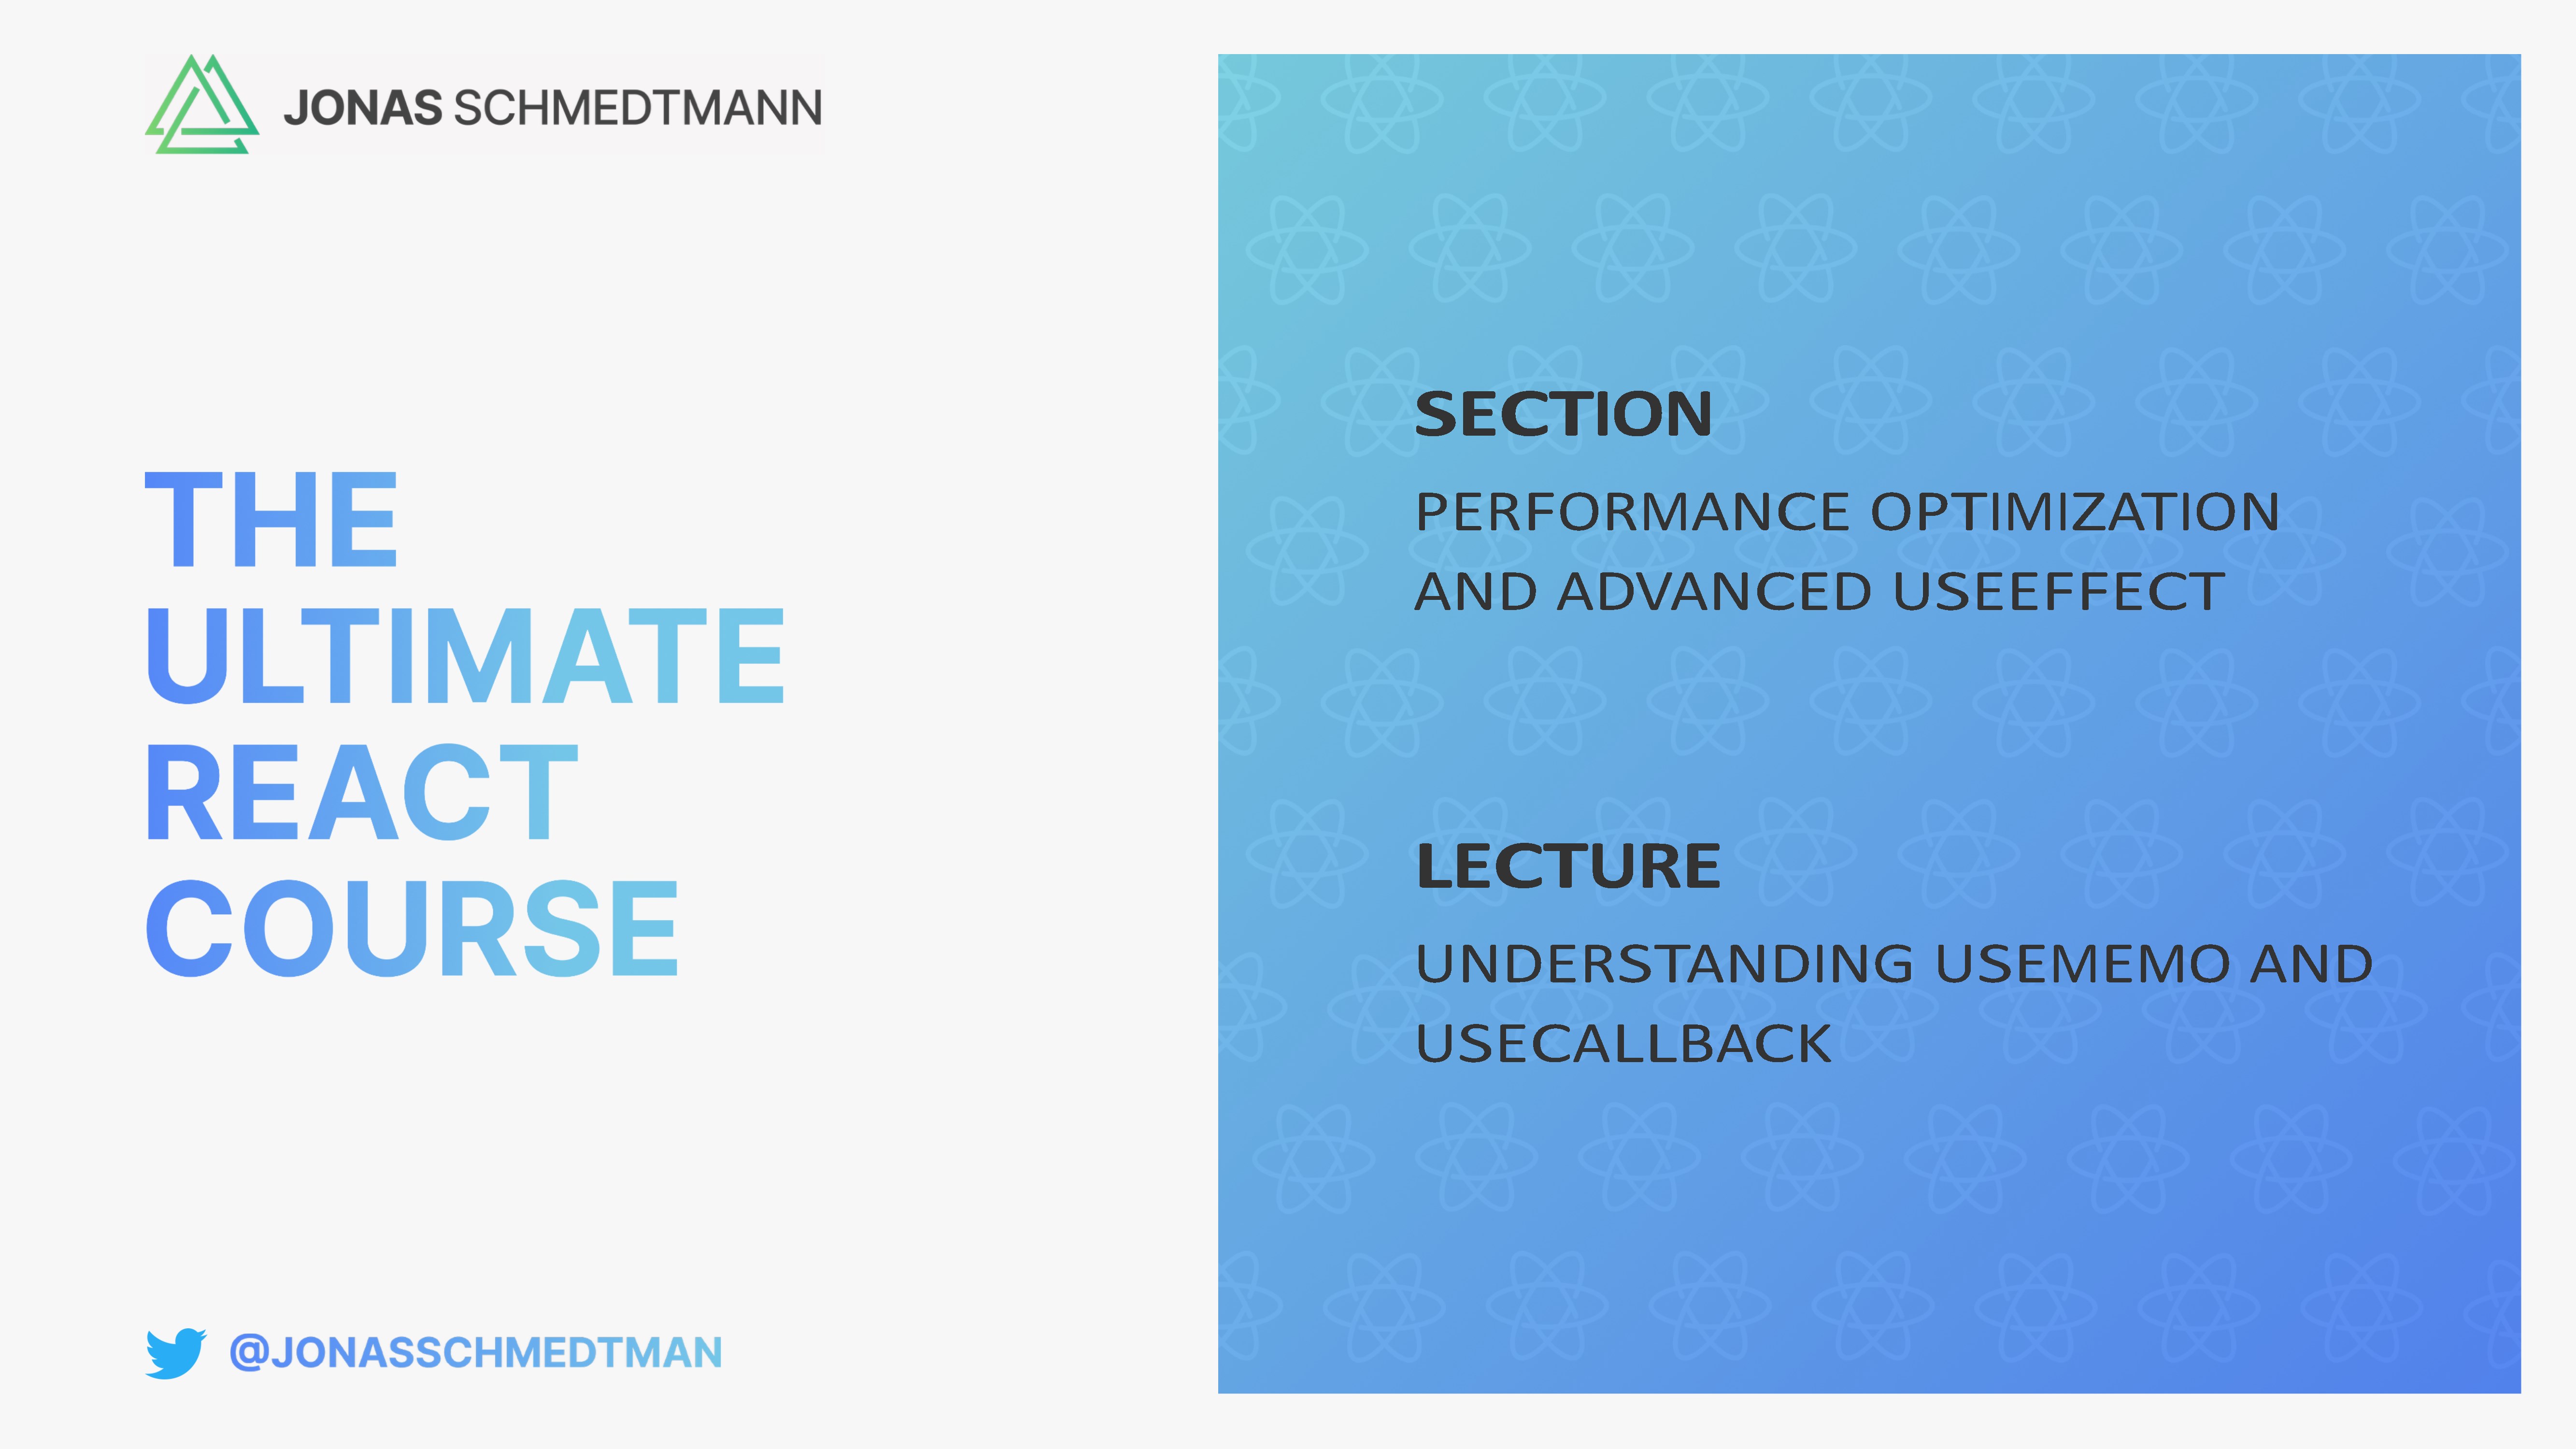 JONAS SCHMEDTMANN
THE
ULTIMATE
REACT
COURSE
@JONASSCHMEDTMAN
SECTION
PERFORMANCE OPTIMIZATION
AND ADVANCED USEEFFECT
LECTURE
UNDERSTANDING USEMEMO AND
USECALLBACK